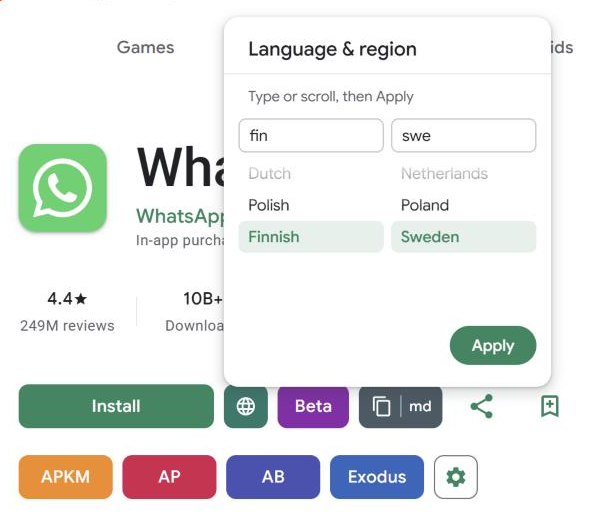 Games
Language & region
ids
Type or scroll, then Apply
fin
swe
Dutch
Netherlands
Polish
Poland
Finnish
Sweden
Apply
Wha
WhatsApp
In-app purcha
4.4★
249M reviews
10B+
Downloa
Install
Beta
md
APKM
AP
AB
Exodus